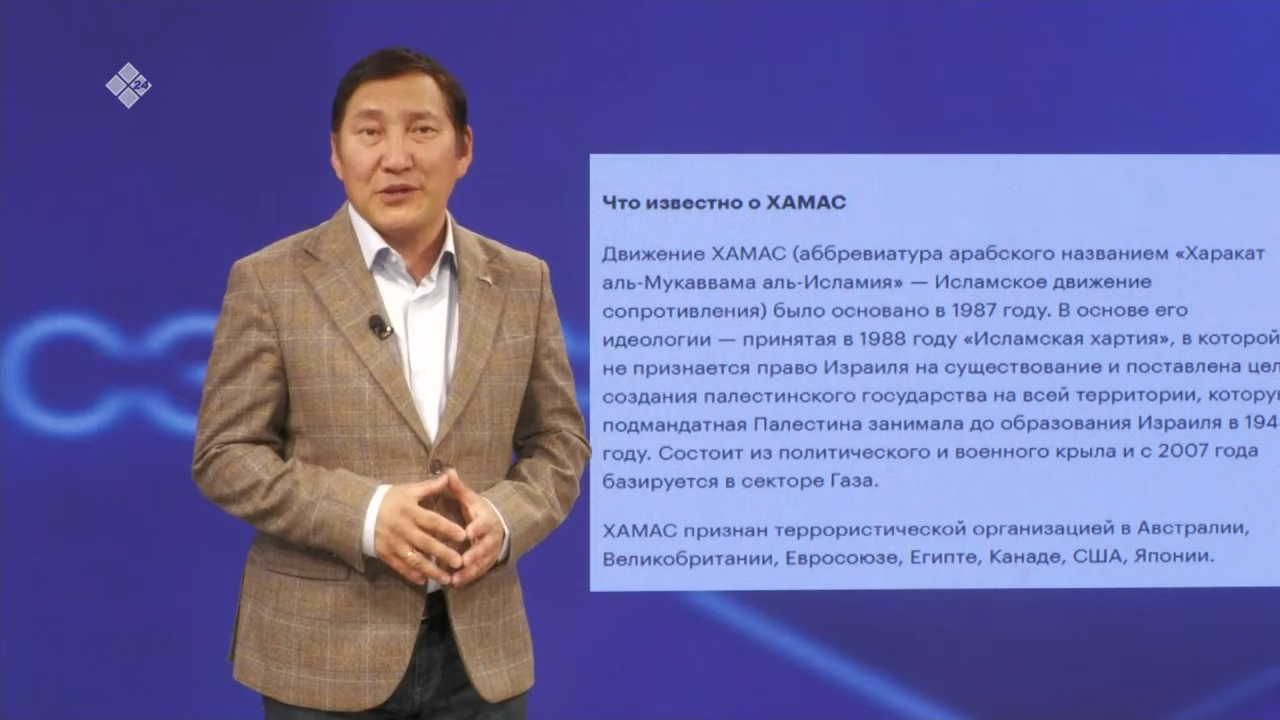 24
Что известно о ХАМАС
Движение ХАМАС (аббревиатура арабского названием «Харакат
аль-Мукаввама аль-Исламия» — Исламское движение
сопротивления) было основано в 1987 году. В основе его
идеологии — принятая в 1988 году «Исламская хартия», в которой
не признается право Израиля на существование и поставлена
создания палестинского государства на всей территории,
подмандатная Палестина занимала до образования Израиля в
году. Состоит из политического и военного крыла и с 2007 года
базируется в секторе Газа.
ХАМАС признан террористической организацией в Австралии,
Великобритании, Евросоюзе, Египте, Канаде, США, Японии.